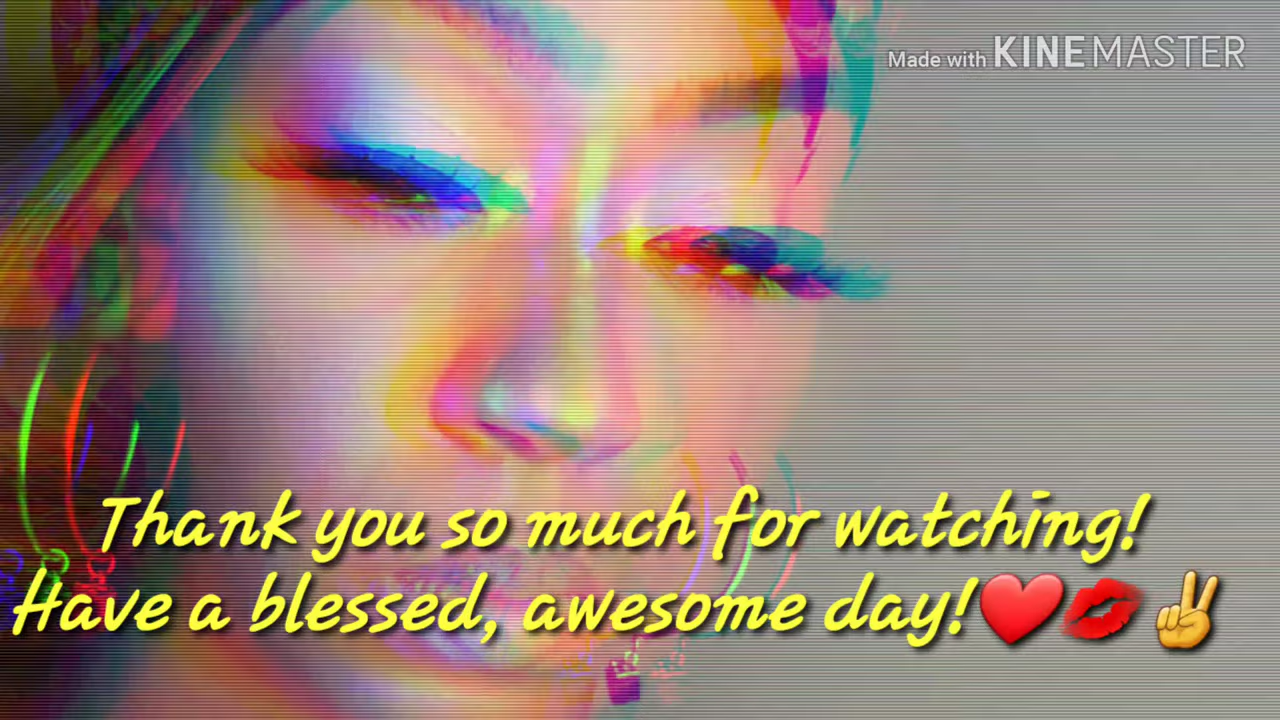 Made with KINEMASTER
Thank you so much for watching!
Have a blessed, awesome day!❤️💋✌️